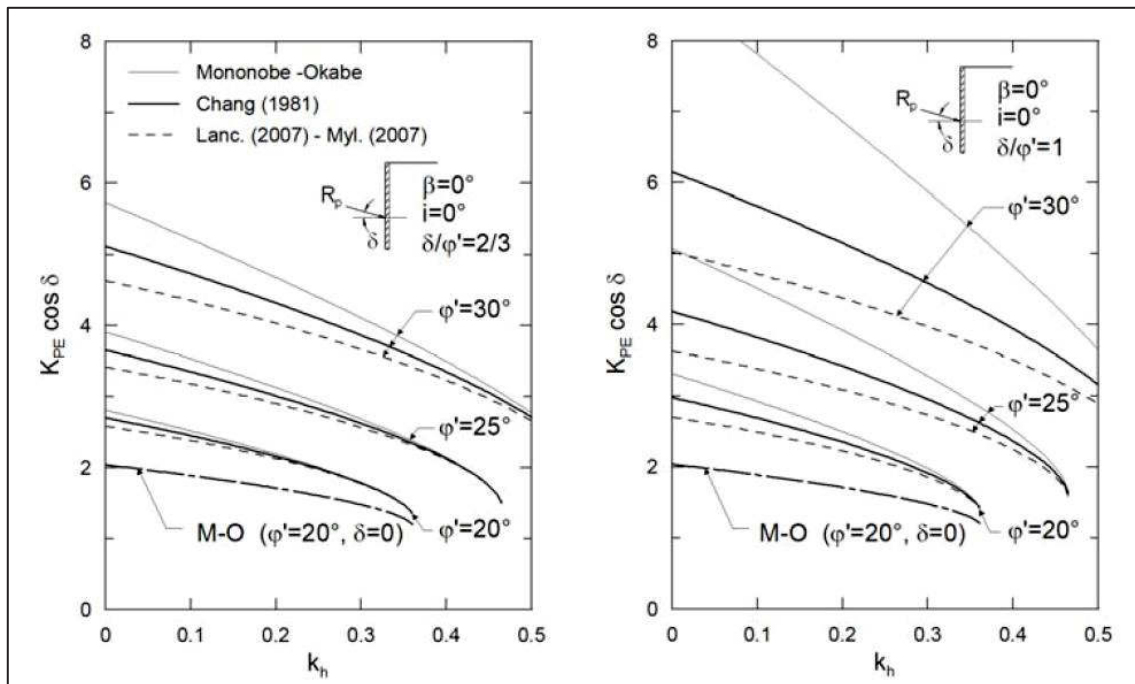 8
6
4
2
0
K_PE cos δ
Mononobe -Okabe
Chang (1981)
Lanc. (2007) - Myl. (2007)
R_p
δ
β=0°
i=0°
δ/φ'=2/3
φ'=30°
φ'=25°
φ'=20°
M-O (φ'=20°, δ=0)
0 0.1 0.2 0.3 0.4 0.5
k_h
8
6
4
2
0
K_PE cos δ
R_p
δ
β=0°
i=0°
δ/φ'=1
φ'=30°
φ'=25°
φ'=20°
M-O (φ'=20°, δ=0)
0 0.1 0.2 0.3 0.4 0.5
k_h